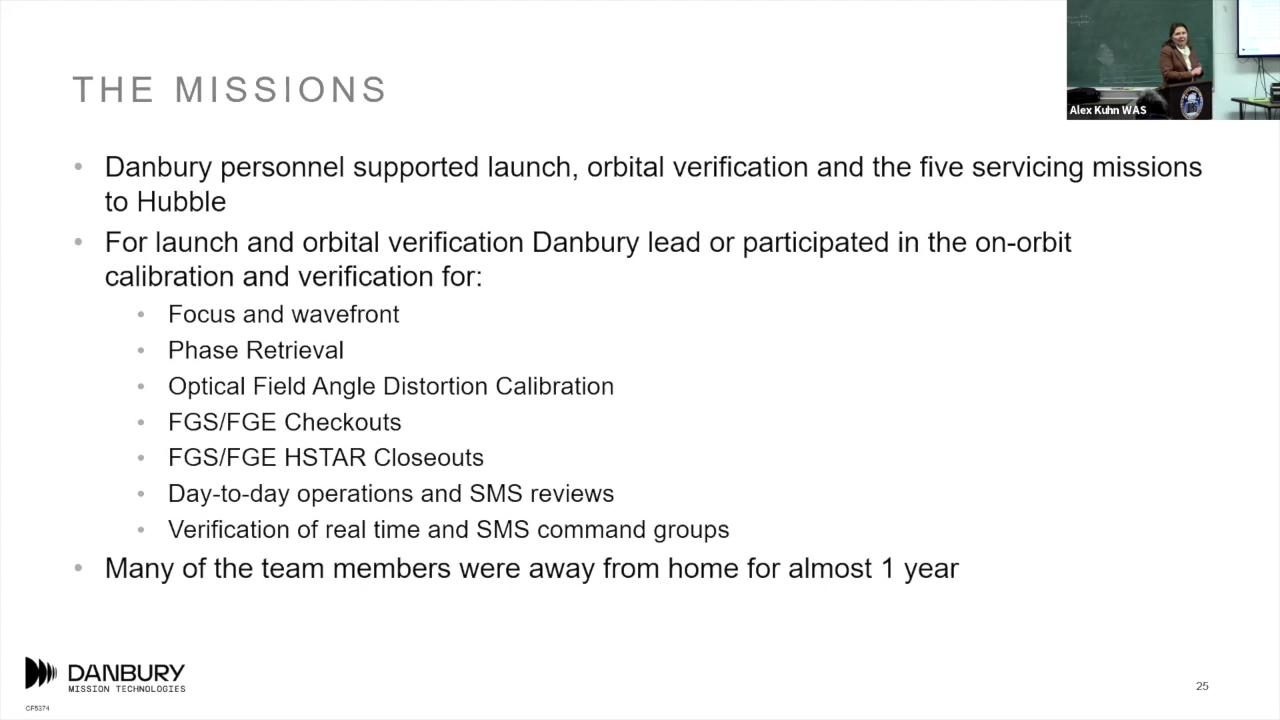 THE MISSIONS
Alex Kuhn WAS
• Danbury personnel supported launch, orbital verification and the five servicing missions
to Hubble
• For launch and orbital verification Danbury lead or participated in the on-orbit
calibration and verification for:
• Focus and wavefront
• Phase Retrieval
• Optical Field Angle Distortion Calibration
• FGS/FGE Checkouts
• FGS/FGE HSTAR Closeouts
• Day-to-day operations and SMS reviews
• Verification of real time and SMS command groups
• Many of the team members were away from home for almost 1 year
DANBURY
MISSION TECHNOLOGIES
CF5374
25